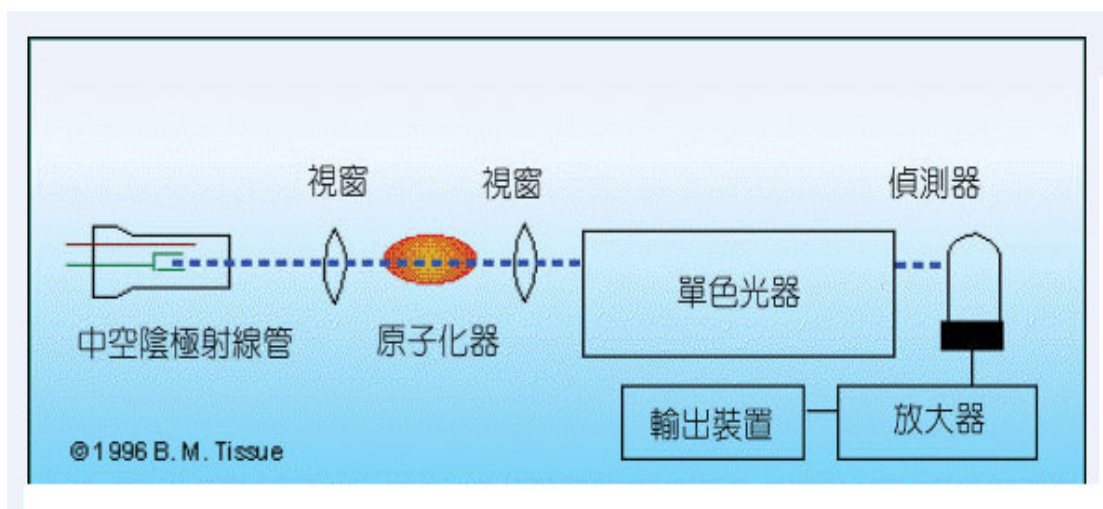 視窗
視窗
偵測器
單色光器
中空陰極射線管
原子化器
輸出裝置
放大器
©1996 B. M. Tissue